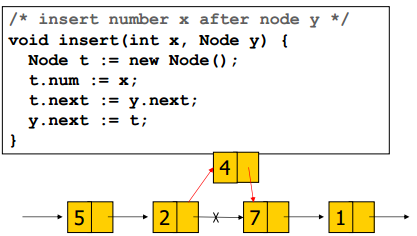 /* insert number x after node y */
void insert(int x, Node y) {
  Node t := new Node();
  t.num := x;
  t.next := y.next;
  y.next := t;
}
4
5 2 7 1